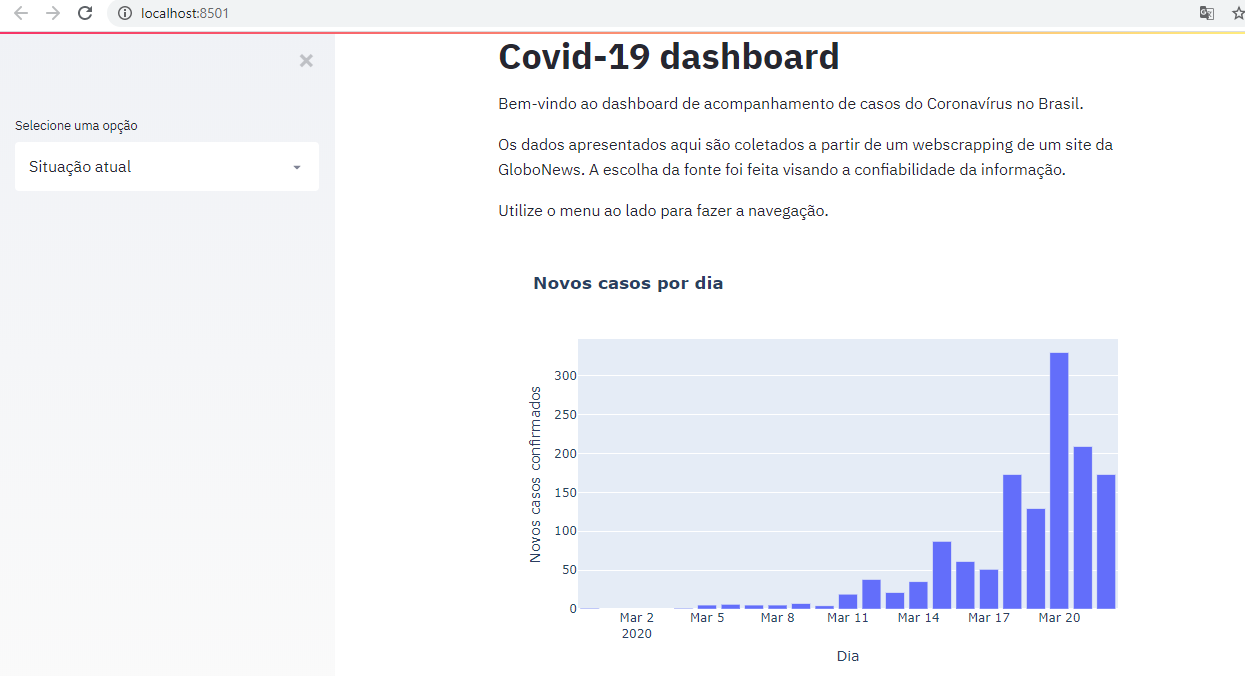 localhost:8501
Covid-19 dashboard
Bem-vindo ao dashboard de acompanhamento de casos do Coronavírus no Brasil.
Selecione uma opção
Situação atual
Os dados apresentados aqui são coletados a partir de um webscrapping de um site da
GloboNews. A escolha da fonte foi feita visando a confiabilidade da informação.
Utilize o menu ao lado para fazer a navegação.
Novos casos por dia
Novos casos confirmados
300
250
200
150
100
50
0
Mar 2
2020
Mar 5
Mar 8
Mar 11
Mar 14
Mar 17
Mar 20
Dia